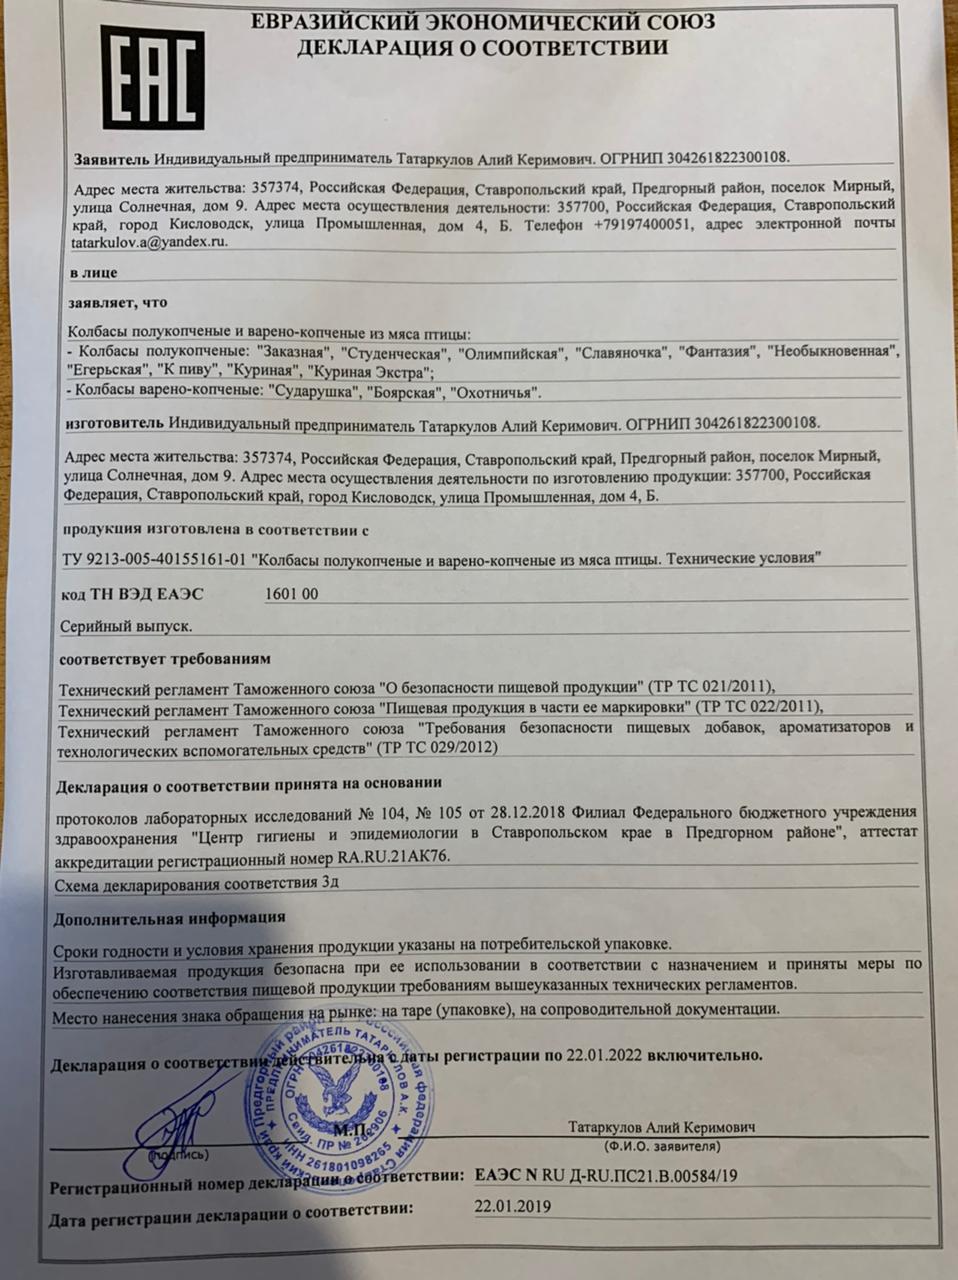 ЕВРАЗИЙСКИЙ ЭКОНОМИЧЕСКИЙ СОЮЗ
ДЕКЛАРАЦИЯ О СООТВЕТСТВИИ
ЕАС
Заявитель Индивидуальный предприниматель Татаркулов Алий Керимович. ОГРНИП 304261822300108.
Адрес места жительства: 357374, Российская Федерация, Ставропольский край, Предгорный район, поселок Мирный,
улица Солнечная, дом 9. Адрес места осуществления деятельности: 357700, Российская Федерация, Ставропольский
край, город Кисловодск, улица Промышленная, дом 4, Б. Телефон +79197400051, адрес электронной почты
tatarkulov.a@yandex.ru.
в лице
заявляет, что
Колбасы полукопченые и варено-копченые из мяса птицы:
- Колбасы полукопченые: "Заказная", "Студенческая", "Олимпийская", "Славяночка", "Фантазия", "Необыкновенная",
"Егерьская", "К пиву", "Куриная", "Куриная Экстра";
- Колбасы варено-копченые: "Сударушка", "Боярская", "Охотничья".
изготовитель Индивидуальный предприниматель Татаркулов Алий Керимович. ОГРНИП 304261822300108.
Адрес места жительства: 357374, Российская Федерация, Ставропольский край, Предгорный район, поселок Мирный,
улица Солнечная, дом 9. Адрес места осуществления деятельности по изготовлению продукции: 357700, Российская
Федерация, Ставропольский край, город Кисловодск, улица Промышленная, дом 4, Б.
продукция изготовлена в соответствии с
ТУ 9213-005-40155161-01 "Колбасы полукопченые и варено-копченые из мяса птицы. Технические условия"
код ТН ВЭД ЕАЭС 1601 00
Серийный выпуск.
соответствует требованиям
Технический регламент Таможенного союза "О безопасности пищевой продукции" (ТР ТС 021/2011),
Технический регламент Таможенного союза "Пищевая продукция в части ее маркировки" (ТР ТС 022/2011),
Технический регламент Таможенного союза "Требования безопасности пищевых добавок, ароматизаторов и
технологических вспомогательных средств" (ТР ТС 029/2012)
Декларация о соответствии принята на основании
протоколов лабораторных исследований № 104, № 105 от 28.12.2018 Филиал Федерального бюджетного учреждения
здравоохранения "Центр гигиены и эпидемиологии в Ставропольском крае в Предгорном районе", аттестат
аккредитации регистрационный номер RA.RU.21АК76.
Схема декларирования соответствия 3д
Дополнительная информация
Сроки годности и условия хранения продукции указаны на потребительской упаковке.
Изготавливаемая продукция безопасна при ее использовании в соответствии с назначением и приняты меры по
обеспечению соответствия пищевой продукции требованиям вышеуказанных технических регламентов.
Место нанесения знака обращения на рынке: на таре (упаковке), на сопроводительной документации.
Декларация о соответствии действительна с даты регистрации по 22.01.2022 включительно.
ПРЕДПРИНИМАТЕЛЬ ТАТАРКУЛОВ А.К.
ОГРН 304261822300108
Свид. ПР №
ИНН 261801098265
М.П.
Татаркулов Алий Керимович
(подпись)
(Ф.И.О. заявителя)
Регистрационный номер декларации о соответствии: ЕАЭС N RU Д-RU.ПС21.В.00584/19
Дата регистрации декларации о соответствии: 22.01.2019